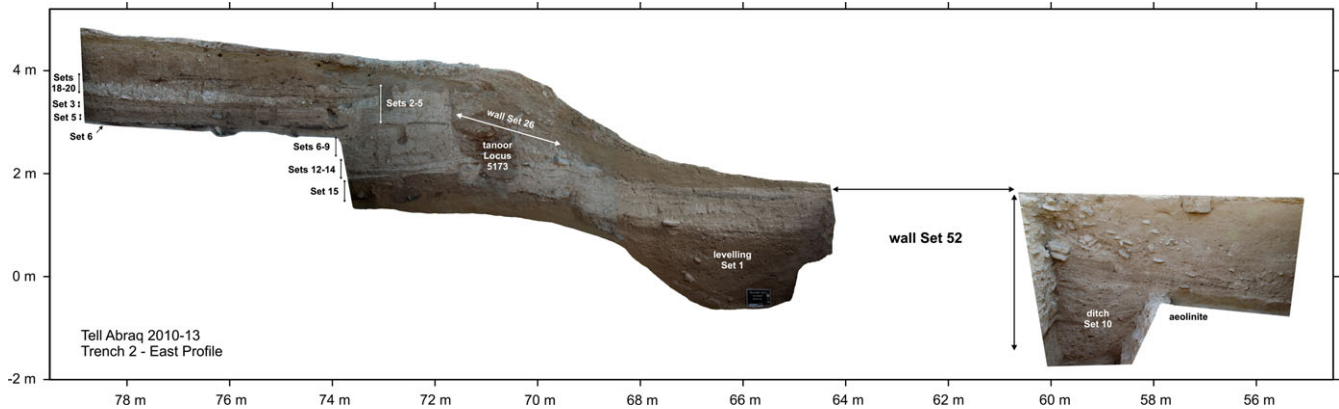 4 m
2 m
0 m
-2 m
Sets
18-20
Set 3
Set 5
Set 6
Sets 6-9
Sets 12-14
Set 15
Sets 2-5
wall Set 26
tanoor
Locus
5173
levelling
Set 1
wall Set 52
ditch
Set 10
aeolinite
Tell Abraq 2010-13
Trench 2 - East Profile
78 m
76 m
74 m
72 m
70 m
68 m
66 m
64 m
62 m
60 m
58 m
56 m